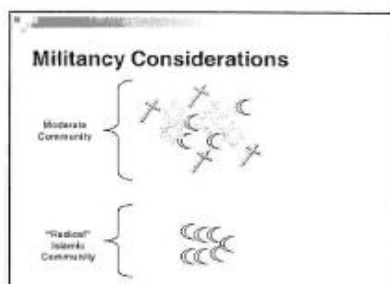 Militancy Considerations
Moderate
Community
"Radical"
Islamic
Community